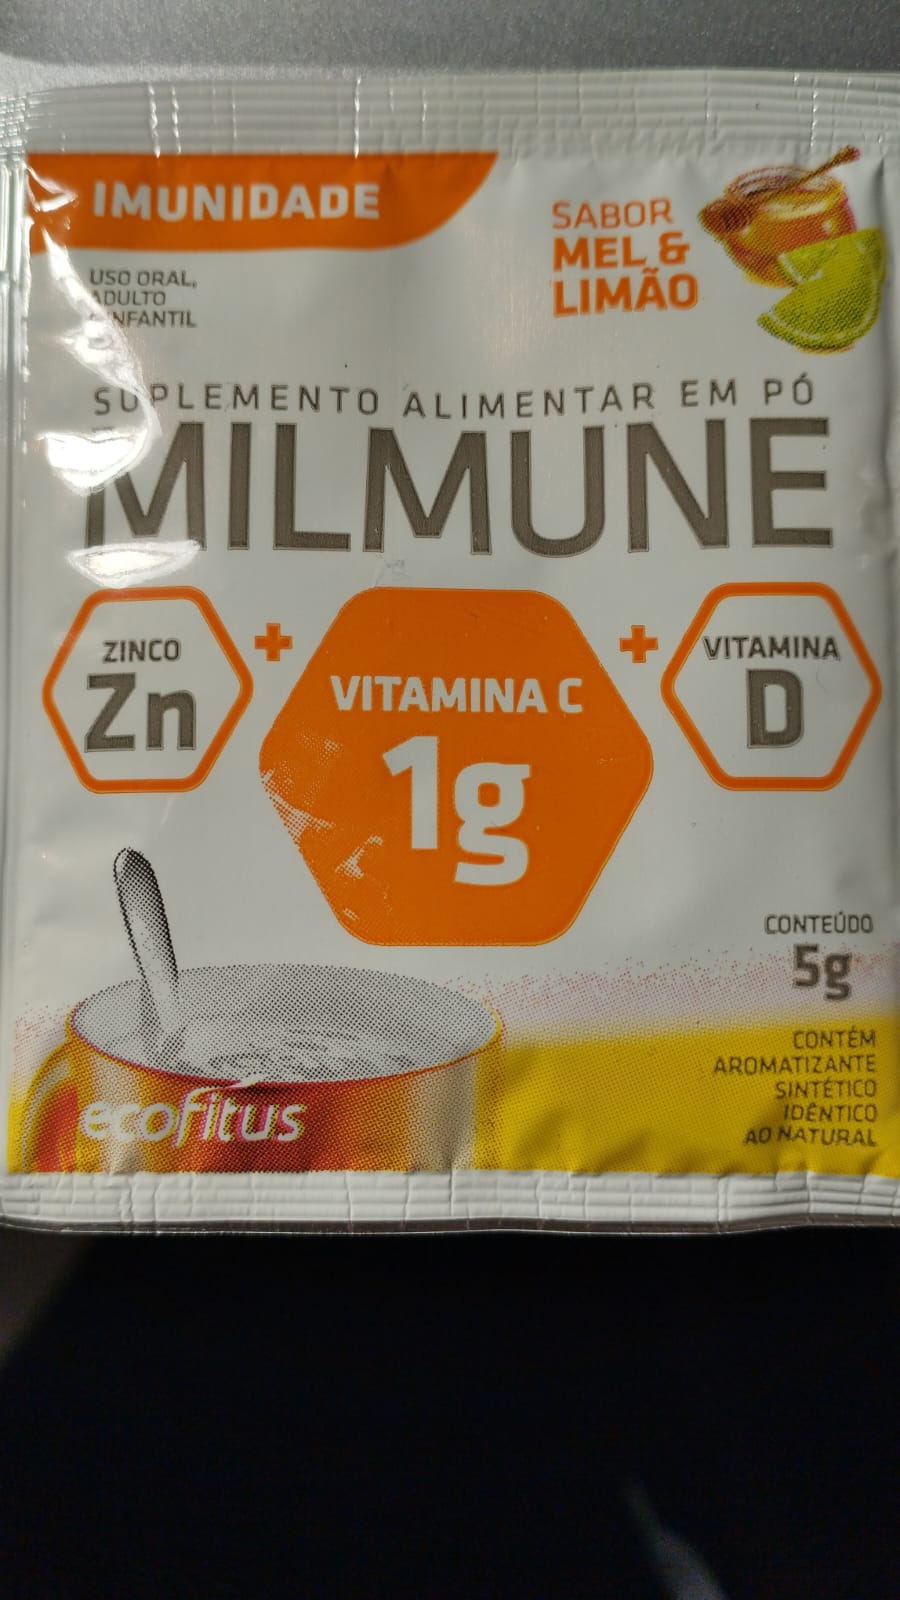 IMUNIDADE
USO ORAL,
ADULTO
INFANTIL
SABOR
MEL &
LIMÃO
SUPLEMENTO ALIMENTAR EM PÓ
MILMUNE
ZINCO
Zn
+
VITAMINA C
1g
+
VITAMINA
D
CONTEÚDO
5g
CONTÉM
AROMATIZANTE
SINTÉTICO
IDÊNTICO
AO NATURAL
ecofitus